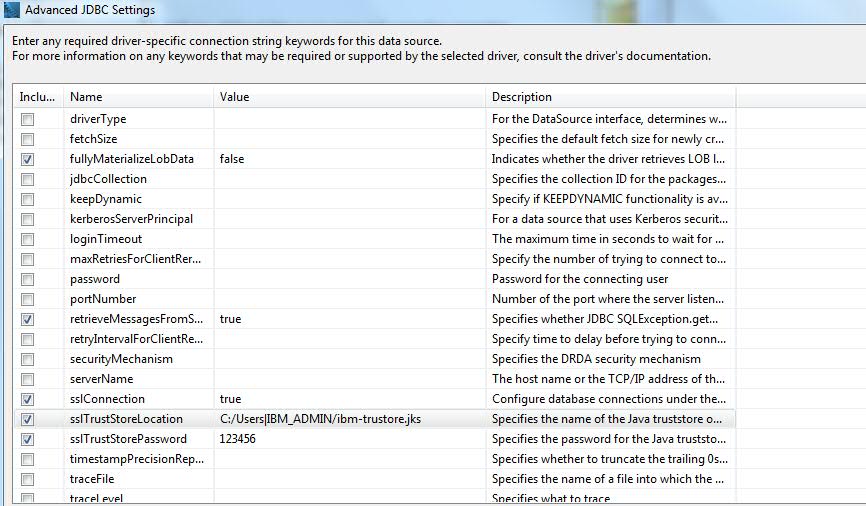 Advanced JDBC Settings
Enter any required driver-specific connection string keywords for this data source.
For more information on any keywords that may be required or supported by the selected driver, consult the driver's documentation.
Inclu... Name Value Description
driverType For the DataSource interface, determines w...
fetchSize Specifies the default fetch size for newly cr...
fullyMaterializeLobData false Indicates whether the driver retrieves LOB l...
jdbcCollection Specifies the collection ID for the packages...
keepDynamic Specify if KEEPDYNAMIC functionality is av...
kerberosServerPrincipal For a data source that uses Kerberos securit...
loginTimeout The maximum time in seconds to wait for ...
maxRetriesForClientRer... Specify the number of trying to connect to...
password Password for the connecting user
portNumber Number of the port where the server listen...
retrieveMessagesFromS... true Specifies whether JDBC SQLException.get...
retryIntervalForClientRe... Specify time to delay before trying to conn...
securityMechanism Specifies the DRDA security mechanism
serverName The host name or the TCP/IP address of th...
sslConnection true Configure database connections under the...
sslTrustStoreLocation C:/Users|IBM_ADMIN/ibm-trustore.jks Specifies the name of the Java truststore o...
sslTrustStorePassword 123456 Specifies the password for the Java truststo...
timestampPrecisionRep... Specifies whether to truncate the trailing 0s...
traceFile Specifies the name of a file into which the ...
traceLevel Specifies what to trace